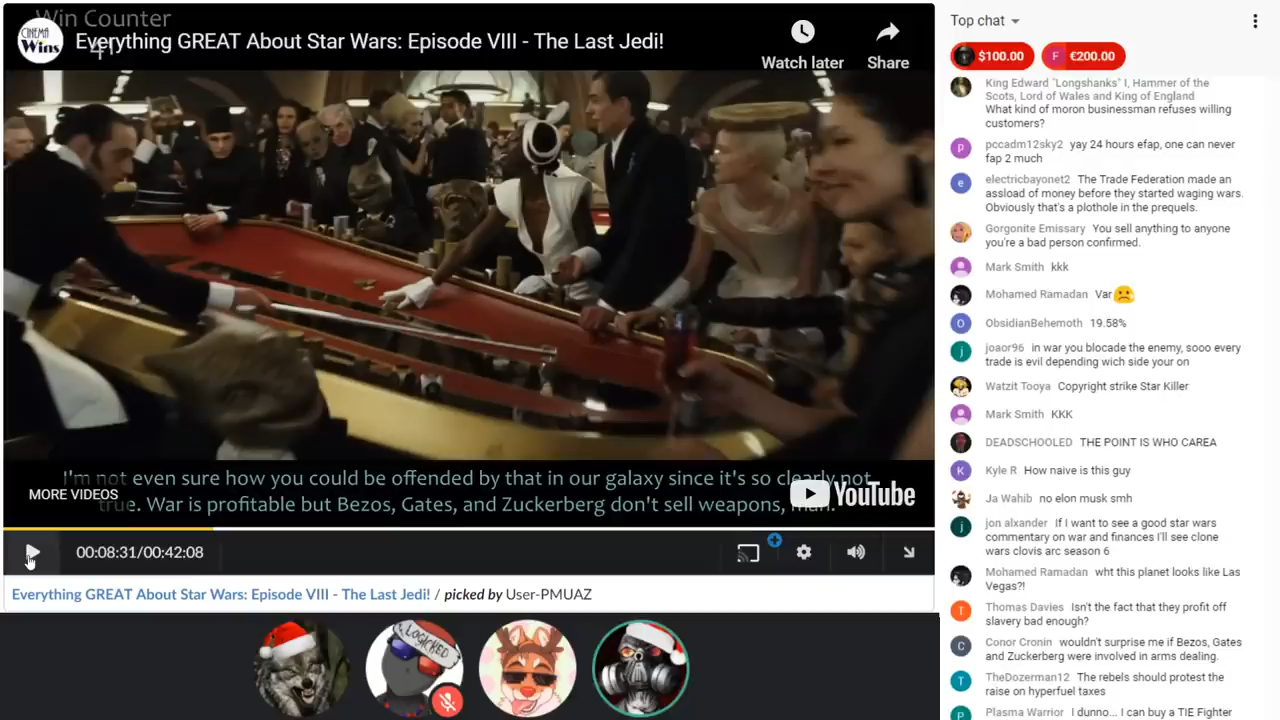 Win Counter
41
CINEMA
Wins
Everything GREAT About Star Wars: Episode VIII - The Last Jedi!
Watch later
Share
I'm not even sure how you could be offended by that in our galaxy since it's so clearly not
true. War is profitable but Bezos, Gates, and Zuckerberg don't sell weapons, man.
MORE VIDEOS
YouTube
00:08:31/00:42:08
Everything GREAT About Star Wars: Episode VIII - The Last Jedi! / picked by User-PMUAZ
LOGICKED
Top chat
$100.00
F €200.00
King Edward "Longshanks" I, Hammer of the
Scots, Lord of Wales and King of England
What kind of moron businessman refuses willing
customers?
p pccadm12sky2 yay 24 hours efap, one can never
fap 2 much
e electricbayonet2 The Trade Federation made an
assload of money before they started waging wars.
Obviously that's a plothole in the prequels.
Gorgonite Emissary You sell anything to anyone
you're a bad person confirmed.
Mark Smith kkk
Mohamed Ramadan Var☹️
O ObsidianBehemoth 19.58%
j joaor96 in war you blocade the enemy, sooo every
trade is evil depending wich side your on
Watzit Tooya Copyright strike Star Killer
Mark Smith KKK
DEADSCHOOLED THE POINT IS WHO CAREA
K Kyle R How naive is this guy
Ja Wahib no elon musk smh
j jon alxander If I want to see a good star wars
commentary on war and finances I'll see clone
wars clovis arc season 6
Mohamed Ramadan wht this planet looks like Las
Vegas?!
T Thomas Davies Isn't the fact that they profit off
slavery bad enough?
C Conor Cronin wouldn't surprise me if Bezos, Gates
and Zuckerberg were involved in arms dealing.
T TheDozerman12 The rebels should protest the
raise on hyperfuel taxes
P Plasma Warrior I dunno... I can buy a TIE Fighter